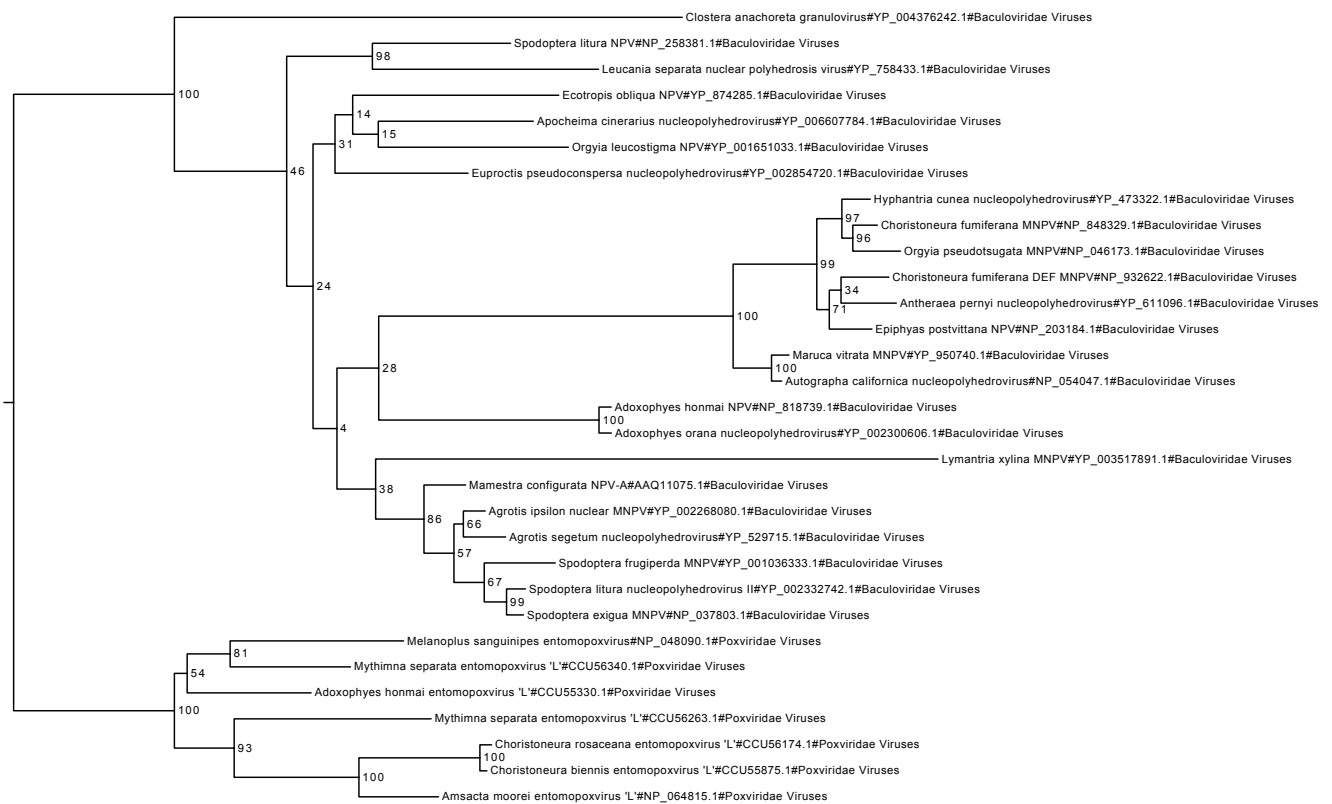 Clostera anachoreta granulovirus#YP_004376242.1#Baculoviridae Viruses
Spodoptera litura NPV#NP_258381.1#Baculoviridae Viruses
98
Leucania separata nuclear polyhedrosis virus#YP_758433.1#Baculoviridae Viruses
100
Ecotropis obliqua NPV#YP_874285.1#Baculoviridae Viruses
14
Apocheima cinerarius nucleopolyhedrovirus#YP_006607784.1#Baculoviridae Viruses
15
31
Orgyia leucostigma NPV#YP_001651033.1#Baculoviridae Viruses
46
Euproctis pseudoconspersa nucleopolyhedrovirus#YP_002854720.1#Baculoviridae Viruses
Hyphantria cunea nucleopolyhedrovirus#YP_473322.1#Baculoviridae Viruses
97
Choristoneura fumiferana MNPV#NP_848329.1#Baculoviridae Viruses
96
Orgyia pseudotsugata MNPV#NP_046173.1#Baculoviridae Viruses
99
Choristoneura fumiferana DEF MNPV#NP_932622.1#Baculoviridae Viruses
24
34
Antheraea pernyi nucleopolyhedrovirus#YP_611096.1#Baculoviridae Viruses
71
100
Epiphyas postvittana NPV#NP_203184.1#Baculoviridae Viruses
Maruca vitrata MNPV#YP_950740.1#Baculoviridae Viruses
28
100
Autographa californica nucleopolyhedrovirus#NP_054047.1#Baculoviridae Viruses
Adoxophyes honmai NPV#NP_818739.1#Baculoviridae Viruses
100
4
Adoxophyes orana nucleopolyhedrovirus#YP_002300606.1#Baculoviridae Viruses
Lymantria xylina MNPV#YP_003517891.1#Baculoviridae Viruses
38
Mamestra configurata NPV-A#AAQ11075.1#Baculoviridae Viruses
Agrotis ipsilon nuclear MNPV#YP_002268080.1#Baculoviridae Viruses
86
66
Agrotis segetum nucleopolyhedrovirus#YP_529715.1#Baculoviridae Viruses
57
Spodoptera frugiperda MNPV#YP_001036333.1#Baculoviridae Viruses
67
Spodoptera litura nucleopolyhedrovirus II#YP_002332742.1#Baculoviridae Viruses
99
Spodoptera exigua MNPV#NP_037803.1#Baculoviridae Viruses
Melanoplus sanguinipes entomopoxvirus#NP_048090.1#Poxviridae Viruses
81
Mythimna separata entomopoxvirus 'L'#CCU56340.1#Poxviridae Viruses
54
Adoxophyes honmai entomopoxvirus 'L'#CCU55330.1#Poxviridae Viruses
100
Mythimna separata entomopoxvirus 'L'#CCU56263.1#Poxviridae Viruses
93
Choristoneura rosaceana entomopoxvirus 'L'#CCU56174.1#Poxviridae Viruses
100
Choristoneura biennis entomopoxvirus 'L'#CCU55875.1#Poxviridae Viruses
100
Amsacta moorei entomopoxvirus 'L'#NP_064815.1#Poxviridae Viruses